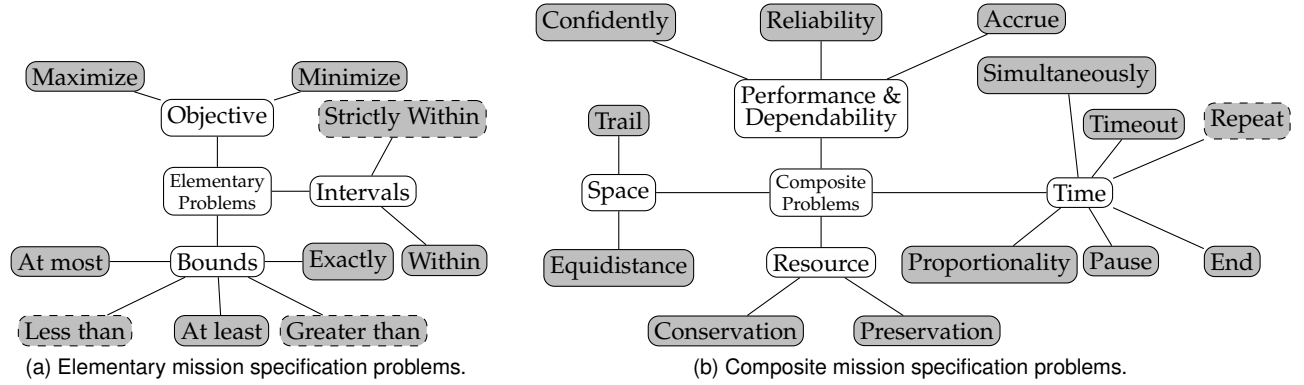 Maximize
Minimize
Objective
Strictly Within
Elementary
Problems
Intervals
At most
Bounds
Exactly
Within
Less than
At least
Greater than
(a) Elementary mission specification problems.
Confidently
Reliability
Accrue
Simultaneously
Performance &
Dependability
Trail
Timeout
Repeat
Space
Composite
Problems
Time
Equidistance
Resource
Proportionality
Pause
End
Conservation
Preservation
(b) Composite mission specification problems.